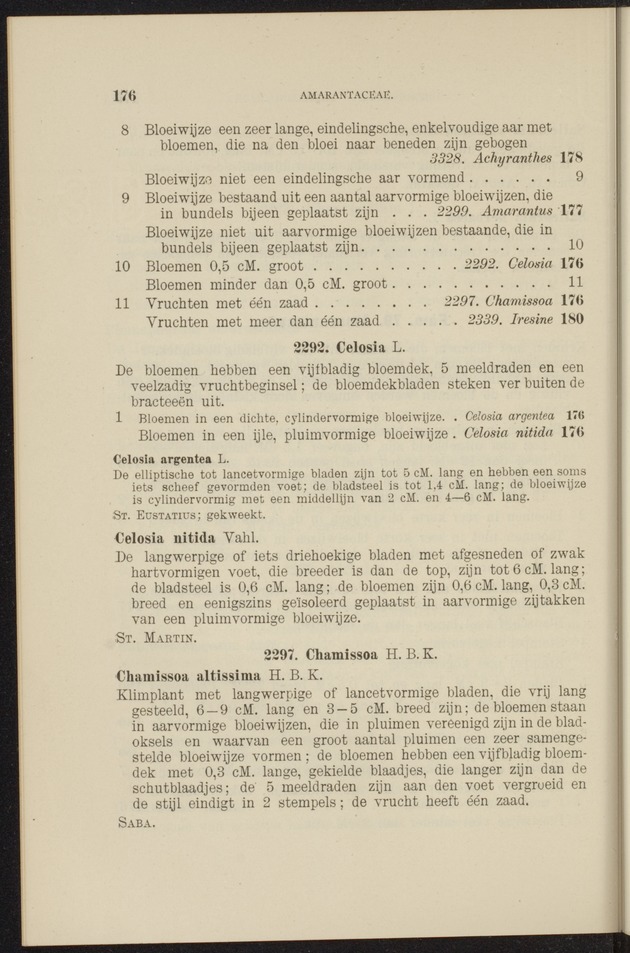 176
AMARANTACEAE.
8 Bloeiwijze een zeer lange, eindelingsche, enkelvoudige aar met
bloemen, die na den bloei naar beneden zijn gebogen
3328. Achyranthes 178
Bloeiwijze niet een eindelingsche aar vormend . . . . . . 9
9 Bloeiwijze bestaand uit een aantal aarvormige bloeiwijzen, die
in bundels bijeen geplaatst zijn . . . 2299. Amarantus 177
Bloeiwijze niet uit aarvormige bloeiwijzen bestaande, die in
bundels bijeen geplaatst zijn. . . . . . . . . . . . . . 10
10 Bloemen 0,5 cM. groot . . . . . . . . . . 2292. Celosia 176
Bloemen minder dan 0,5 cM. groot . . . . . . . . . . . 11
11 Vruchten met één zaad . . . . . . . . 2297. Chamissoa 176
Vruchten met meer dan één zaad . . . . . 2339. Iresine 180
2292. Celosia L.
De bloemen hebben een vijfbladig bloemdek, 5 meeldraden en een
veelzadig vruchtbeginsel; de bloemdekbladen steken ver buiten de
bracteeën uit.
1 Bloemen in een dichte, cylindervormige bloeiwijze. . Celosia argentea 176
Bloemen in een ijle, pluimvormige bloeiwijze . Celosia nitida 176
Celosia argentea L.
De elliptische tot lancetvormige bladen zijn tot 5 cM. lang en hebben een soms
iets scheef gevormden voet; de bladsteel is tot 1,4 cM. lang; de bloeiwijze
is cylindervormig met een middellijn van 2 cM. en 4—6 cM. lang.
ST. EUSTATIUS; gekweekt.
Celosia nitida Vahl.
De langwerpige of iets driehoekige bladen met afgesneden of zwak
hartvormigen voet, die breeder is dan de top, zijn tot 6 cM. lang;
de bladsteel is 0,6 cM. lang; de bloemen zijn 0,6 cM. lang, 0,3 cM.
breed en eenigszins geïsoleerd geplaatst in aarvormige zijtakken
van een pluimvormige bloeiwijze.
ST. MARTIN.
2297. Chamissoa H. B. K.
Chamissoa altissima H. B. K.
Klimplant met langwerpige of lancetvormige bladen, die vrij lang
gesteeld, 6—9 cM. lang en 3—5 cM. breed zijn; de bloemen staan
in aarvormige bloeiwijzen, die in pluimen vereenigd zijn in de blad-
oksels en waarvan een groot aantal pluimen een zeer samenge-
stelde bloeiwijze vormen; de bloemen hebben een vijfbladig bloem-
dek met 0,3 cM. lange, gekielde blaadjes, die langer zijn dan de
schutblaadjes; de 5 meeldraden zijn aan den voet vergroeid en
de stijl eindigt in 2 stempels; de vrucht heeft één zaad.
SABA.